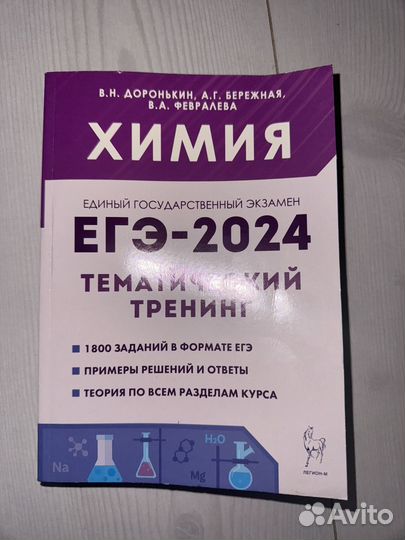 В.Н. ДОРОНЬКИН, А.Г. БЕРЕЖНАЯ,
В.А. ФЕВРАЛЕВА
ХИМИЯ
ЕДИНЫЙ ГОСУДАРСТВЕННЫЙ ЭКЗАМЕН
ЕГЭ-2024
ТЕМАТИЧЕСКИЙ
ТРЕНИНГ
1800 ЗАДАНИЙ В ФОРМАТЕ ЕГЭ
ПРИМЕРЫ РЕШЕНИЙ И ОТВЕТЫ
ТЕОРИЯ ПО ВСЕМ РАЗДЕЛАМ КУРСА
H₂O
Na
Mg
ЛЕГИОН-М
Avito